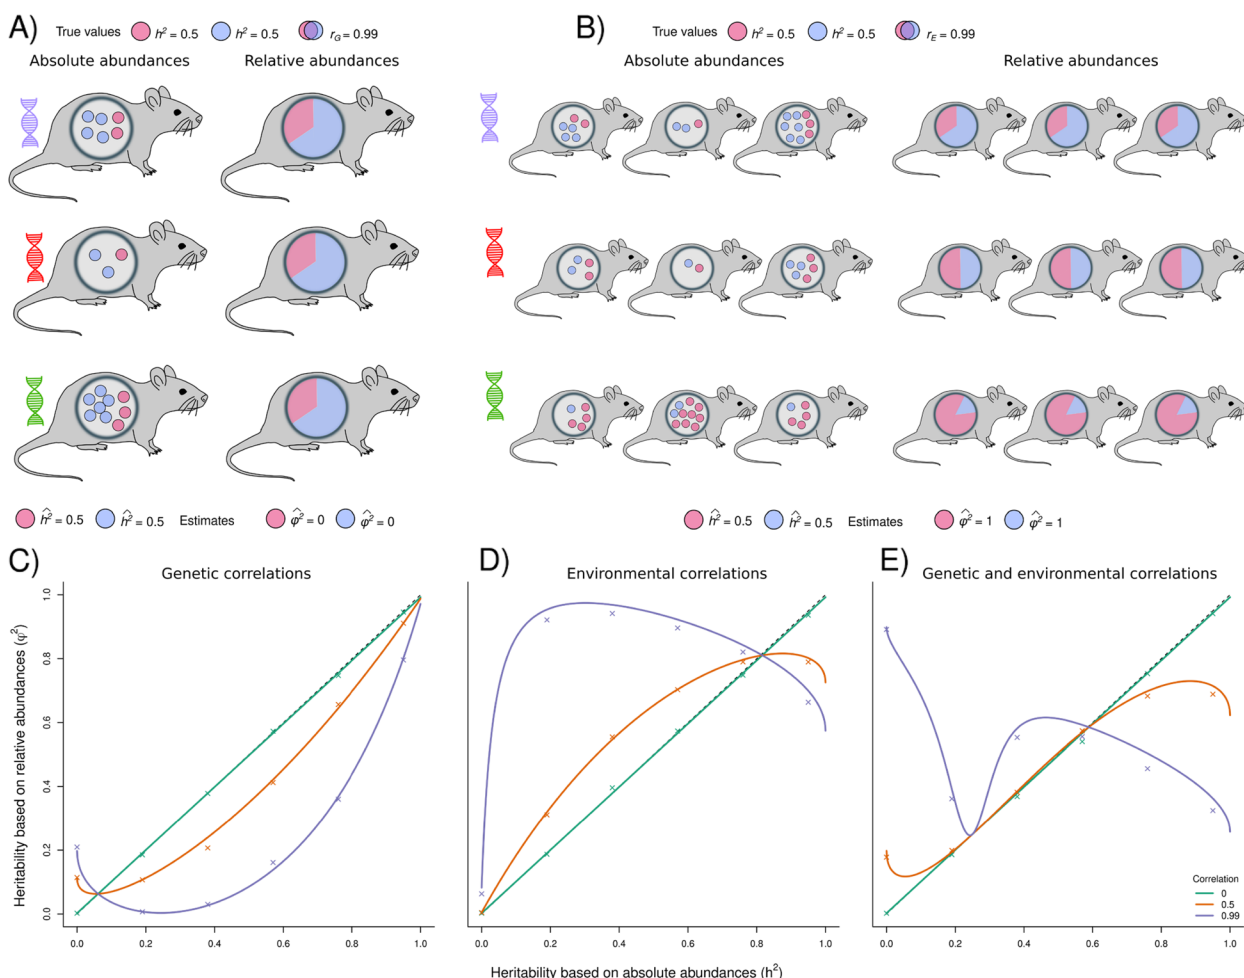 A)
True values h² = 0.5 h² = 0.5 r_G = 0.99
Absolute abundances Relative abundances
ĥ² = 0.5 ĥ² = 0.5 Estimates φ̂² = 0 φ̂² = 0
B)
True values h² = 0.5 h² = 0.5 r_E = 0.99
Absolute abundances Relative abundances
ĥ² = 0.5 ĥ² = 0.5 Estimates φ̂² = 1 φ̂² = 1
C)
Genetic correlations
Heritability based on relative abundances (φ²)
1.0
0.8
0.6
0.4
0.2
0.0
0.0 0.2 0.4 0.6 0.8 1.0
D)
Environmental correlations
0.0 0.2 0.4 0.6 0.8 1.0
E)
Genetic and environmental correlations
Correlation
0
0.5
0.99
0.0 0.2 0.4 0.6 0.8 1.0
Heritability based on absolute abundances (h²)